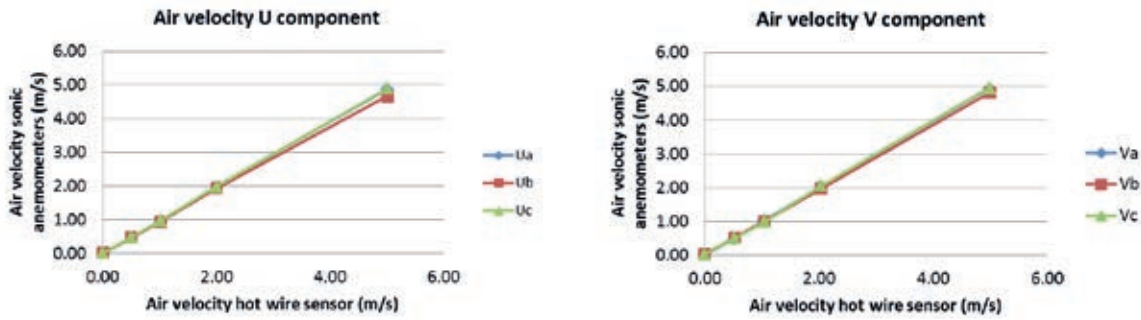 Air velocity U component
Air velocity sonic
anemomenters (m/s)
6.00
5.00
4.00
3.00
2.00
1.00
0.00
0.00 2.00 4.00 6.00
Air velocity hot wire sensor (m/s)
Ua
Ub
Uc
Air velocity V component
Air velocity sonic
anemometers (m/s)
6.00
5.00
4.00
3.00
2.00
1.00
0.00
0.00 2.00 4.00 6.00
Air velocity hot wire sensor (m/s)
Va
Vb
Vc